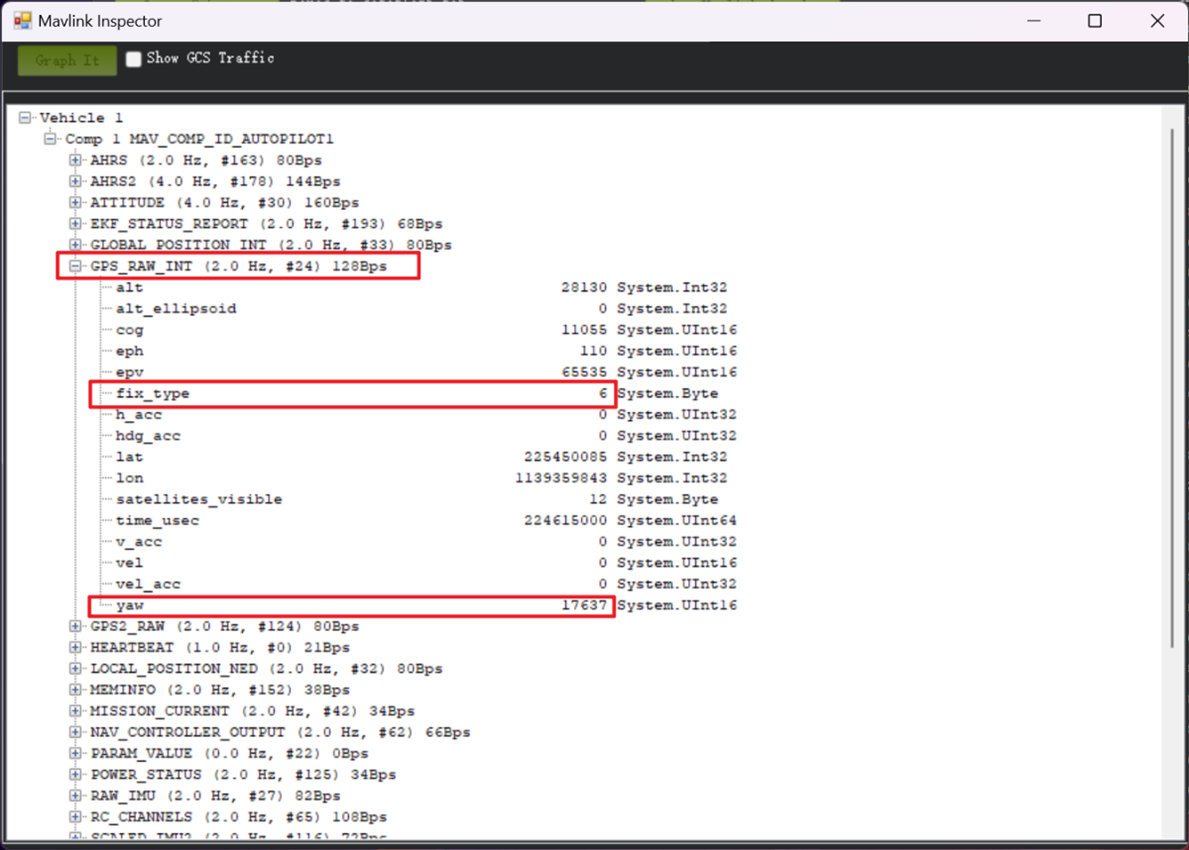 Mavlink Inspector
Graph It Show GCS Traffic
Vehicle 1
Comp 1 MAV_COMP_ID_AUTOPILOT1
AHRS (2.0 Hz, #163) 80Bps
AHRS2 (4.0 Hz, #178) 144Bps
ATTITUDE (4.0 Hz, #30) 160Bps
EKF_STATUS_REPORT (2.0 Hz, #193) 68Bps
GLOBAL_POSITION_INT (2.0 Hz, #33) 80Bps
GPS_RAW_INT (2.0 Hz, #24) 128Bps
alt 28130 System.Int32
alt_ellipsoid 0 System.Int32
cog 11055 System.UInt16
eph 110 System.UInt16
epv 65535 System.UInt16
fix_type 6 System.Byte
h_acc 0 System.UInt32
hdg_acc 0 System.UInt32
lat 225450085 System.Int32
lon 1139359843 System.Int32
satellites_visible 12 System.Byte
time_usec 224615000 System.UInt64
v_acc 0 System.UInt32
vel 0 System.UInt16
vel_acc 0 System.UInt32
yaw 17637 System.UInt16
GPS2_RAW (2.0 Hz, #124) 80Bps
HEARTBEAT (1.0 Hz, #0) 21Bps
LOCAL_POSITION_NED (2.0 Hz, #32) 80Bps
MEMINFO (2.0 Hz, #152) 38Bps
MISSION_CURRENT (2.0 Hz, #42) 34Bps
NAV_CONTROLLER_OUTPUT (2.0 Hz, #62) 66Bps
PARAM_VALUE (0.0 Hz, #22) 0Bps
POWER_STATUS (2.0 Hz, #125) 34Bps
RAW_IMU (2.0 Hz, #27) 82Bps
RC_CHANNELS (2.0 Hz, #65) 108Bps
SCALED_IMU2 (2.0 Hz, #116) 72Bps